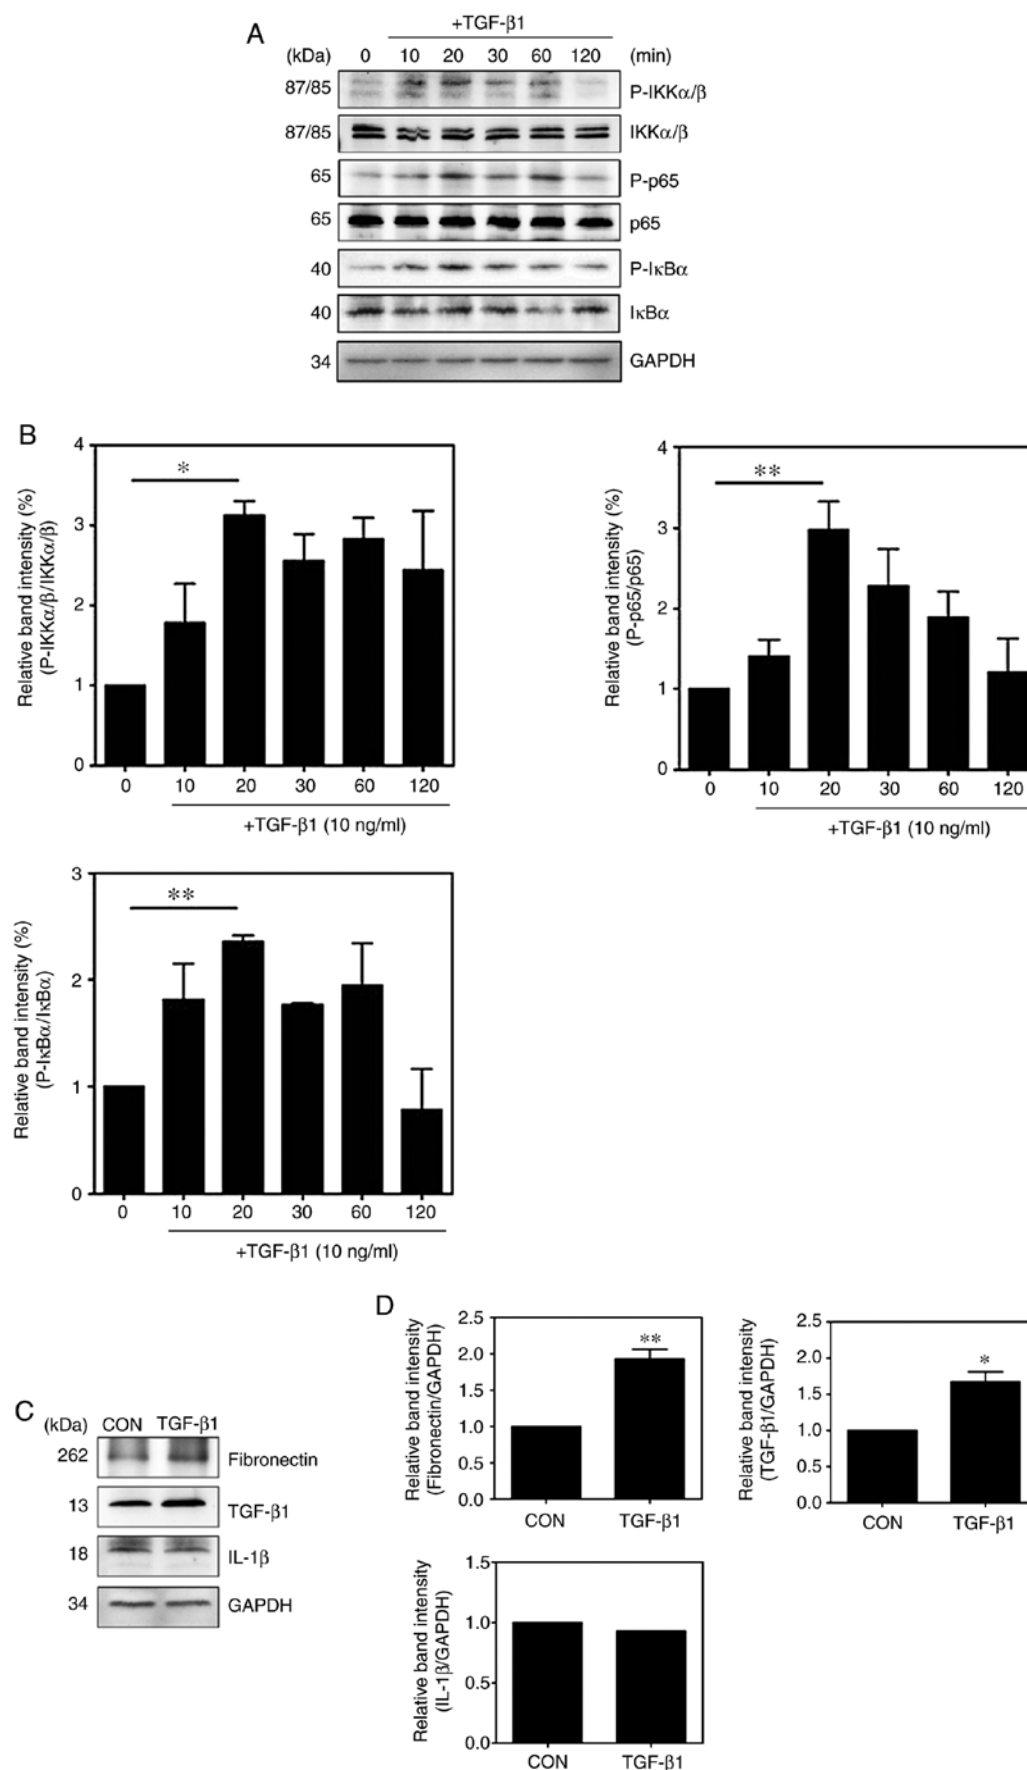 A
+TGF-β1
(kDa) 0 10 20 30 60 120 (min)
87/85 P-IKKα/β
87/85 IKKα/β
65 P-p65
65 p65
40 P-IκBα
40 IκBα
34 GAPDH
B
Relative band intensity (%)
(P-IKKα/β/IKKα/β)
4
3
2
1
0
*
0 10 20 30 60 120
+TGF-β1 (10 ng/ml)
Relative band intensity (%)
(P-p65/p65)
4
3
2
1
0
**
0 10 20 30 60 120
+TGF-β1 (10 ng/ml)
Relative band intensity (%)
(P-IκBα/IκBα)
3
2
1
0
**
0 10 20 30 60 120
+TGF-β1 (10 ng/ml)
C
(kDa) CON TGF-β1
262 Fibronectin
13 TGF-β1
18 IL-1β
34 GAPDH
D
Relative band intensity
(Fibronectin/GAPDH)
2.5
2.0
1.5
1.0
0.5
0.0
**
CON TGF-β1
Relative band intensity
(TGF-β1/GAPDH)
2.5
2.0
1.5
1.0
0.5
0.0
*
CON TGF-β1
Relative band intensity
(IL-1β/GAPDH)
1.5
1.0
0.5
0.0
CON TGF-β1